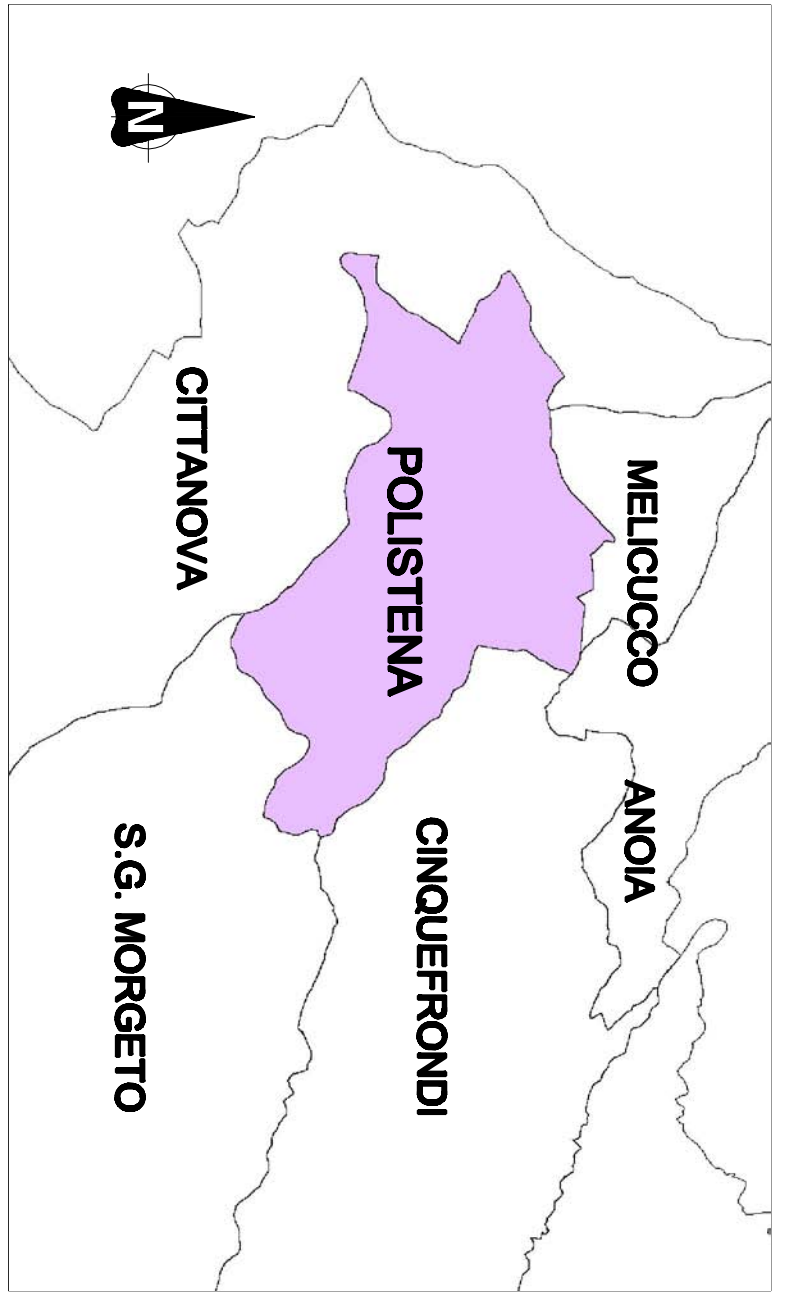 N
MELICUCCO
ANOIA
POLISTENA
CINQUEFRONDI
CITTANOVA
S.G. MORGETO